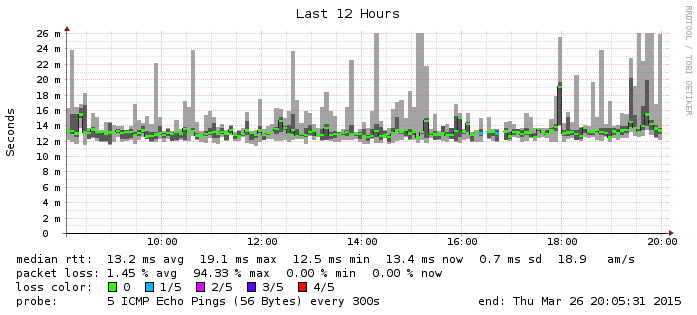 Last 12 Hours
RRDTOOL / TOBI OETIKER
Seconds
26 m
24 m
22 m
20 m
18 m
16 m
14 m
12 m
10 m
8 m
6 m
4 m
2 m
0
10:00 12:00 14:00 16:00 18:00 20:00
median rtt: 13.2 ms avg 19.1 ms max 12.5 ms min 13.4 ms now 0.7 ms sd 18.9 am/s
packet loss: 1.45 % avg 94.33 % max 0.00 % min 0.00 % now
loss color: 0 1/5 2/5 3/5 4/5
probe: 5 ICMP Echo Pings (56 Bytes) every 300s end: Thu Mar 26 20:05:31 2015